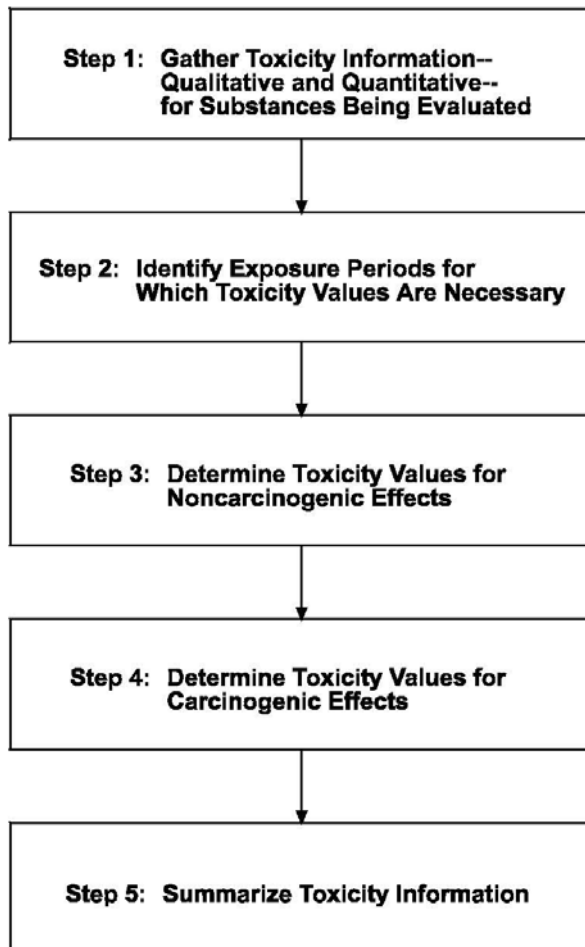 Step 1: Gather Toxicity Information--
Qualitative and Quantitative--
for Substances Being Evaluated
Step 2: Identify Exposure Periods for
Which Toxicity Values Are Necessary
Step 3: Determine Toxicity Values for
Noncarcinogenic Effects
Step 4: Determine Toxicity Values for
Carcinogenic Effects
Step 5: Summarize Toxicity Information